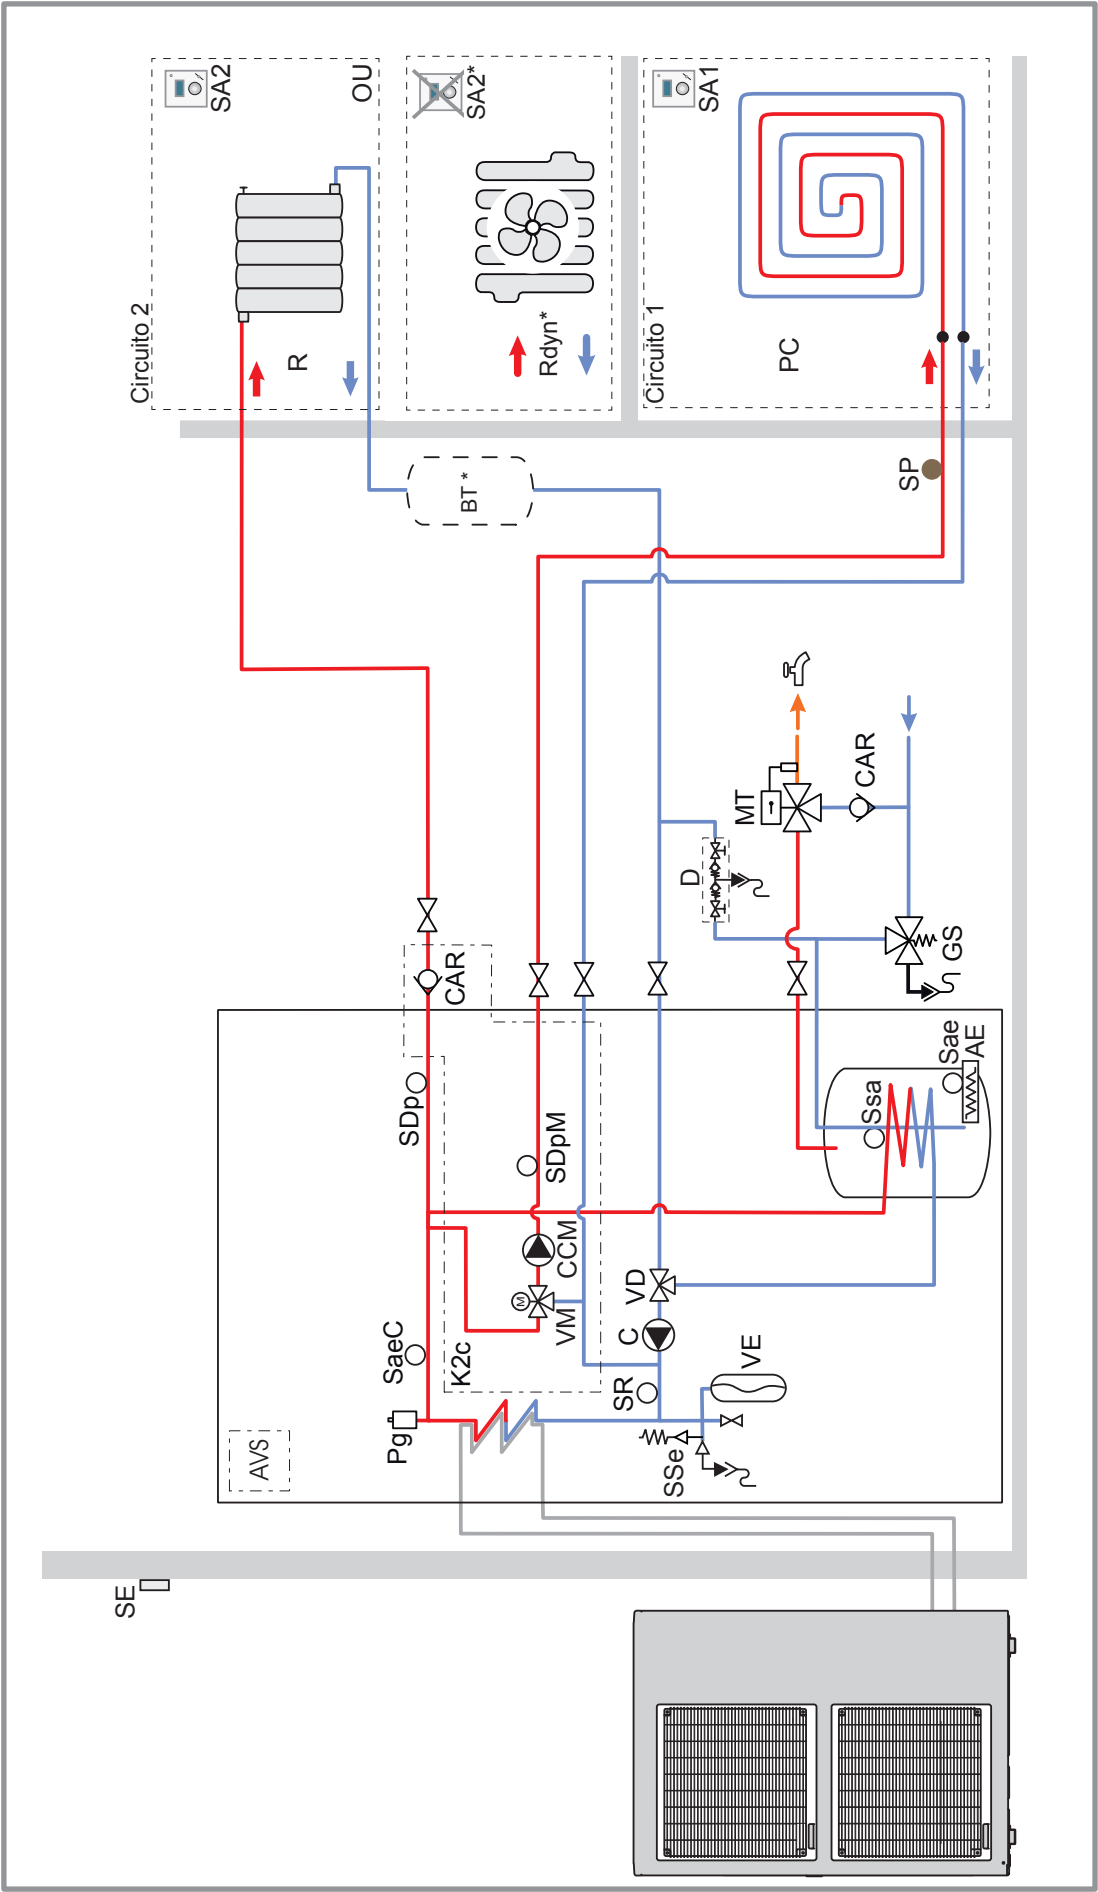 SA2
OU
Circuito 2
R
SA2*
Rdyn*
SA1
Circuito 1
PC
SP
BT *
MT
CAR
D
GS
CAR
SDp
SDpM
CCM
VM
M
K2c
SaeC
Pg
AVS
VD
C
SR
VE
SSe
Ssa
Sae
AE
SE